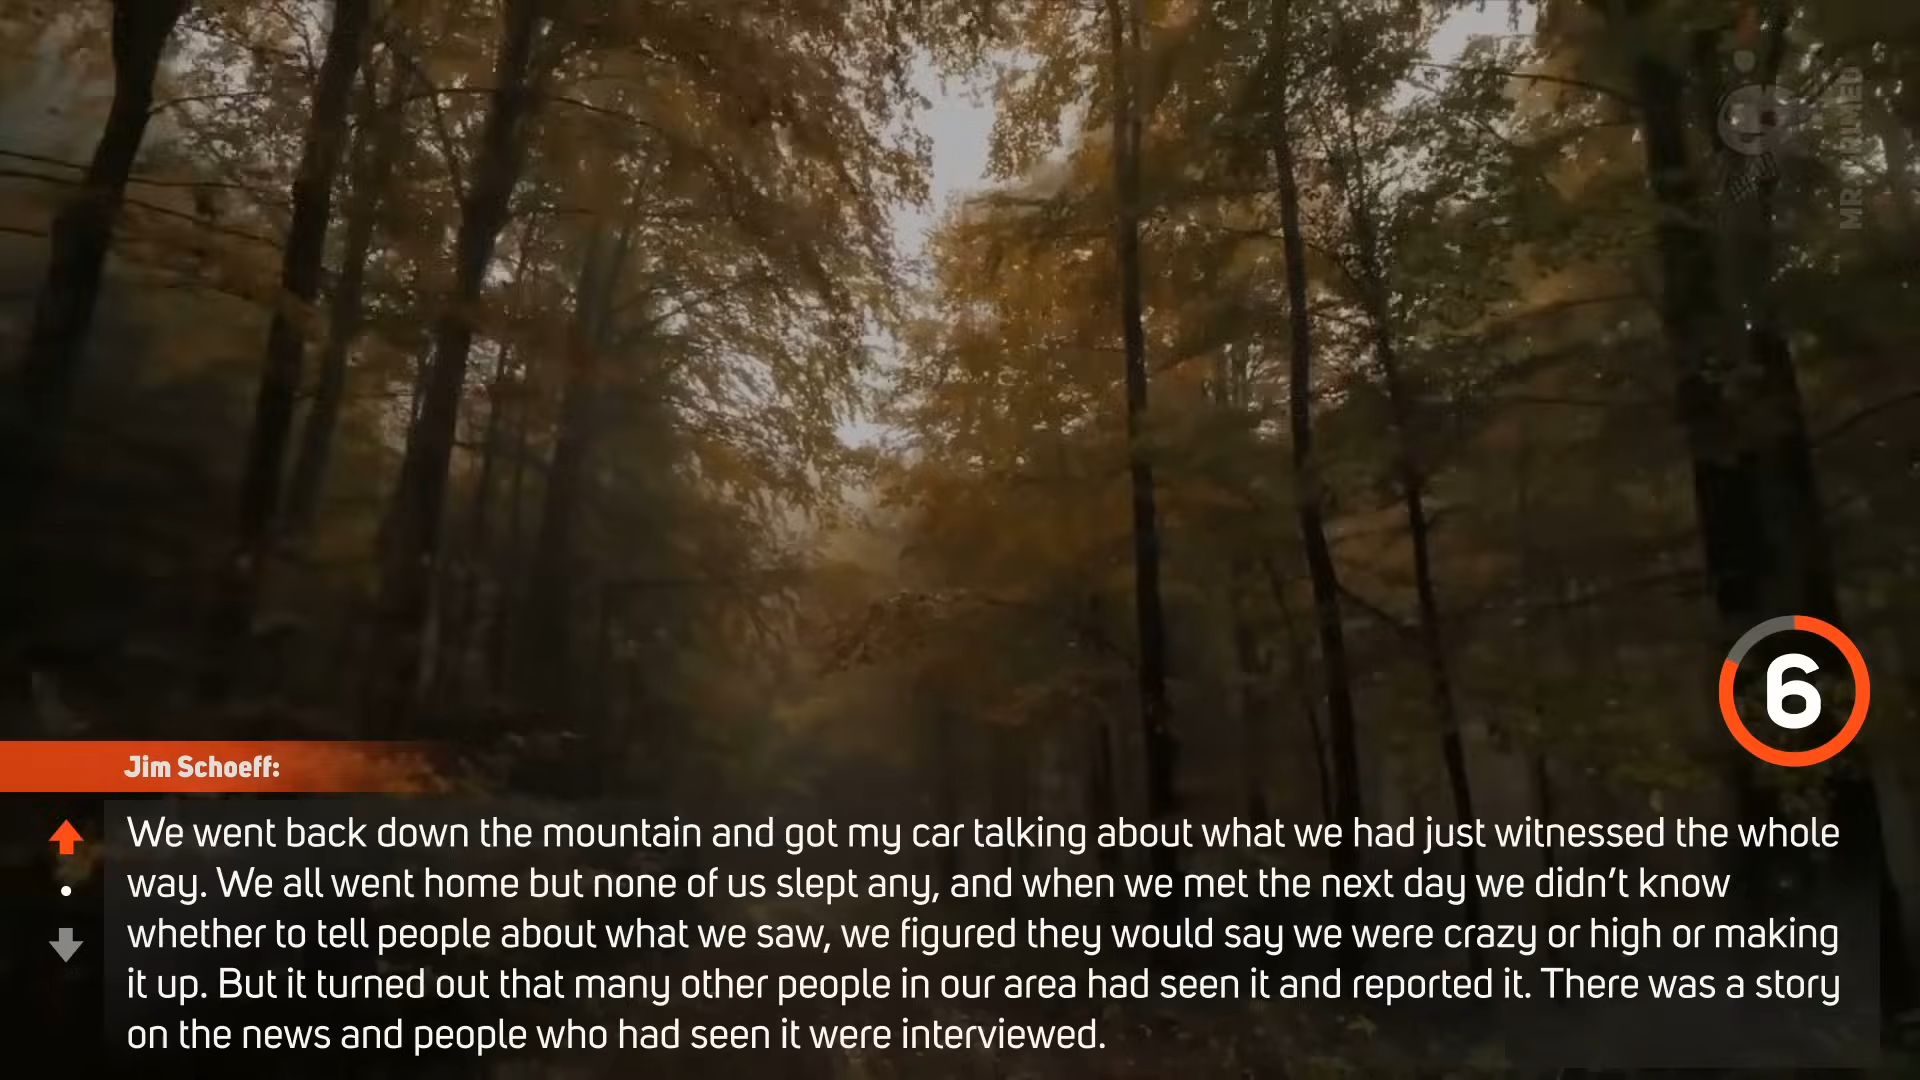 6
Jim Schoeff:
We went back down the mountain and got my car talking about what we had just witnessed the whole
way. We all went home but none of us slept any, and when we met the next day we didn’t know
whether to tell people about what we saw, we figured they would say we were crazy or high or making
it up. But it turned out that many other people in our area had seen it and reported it. There was a story
on the news and people who had seen it were interviewed.